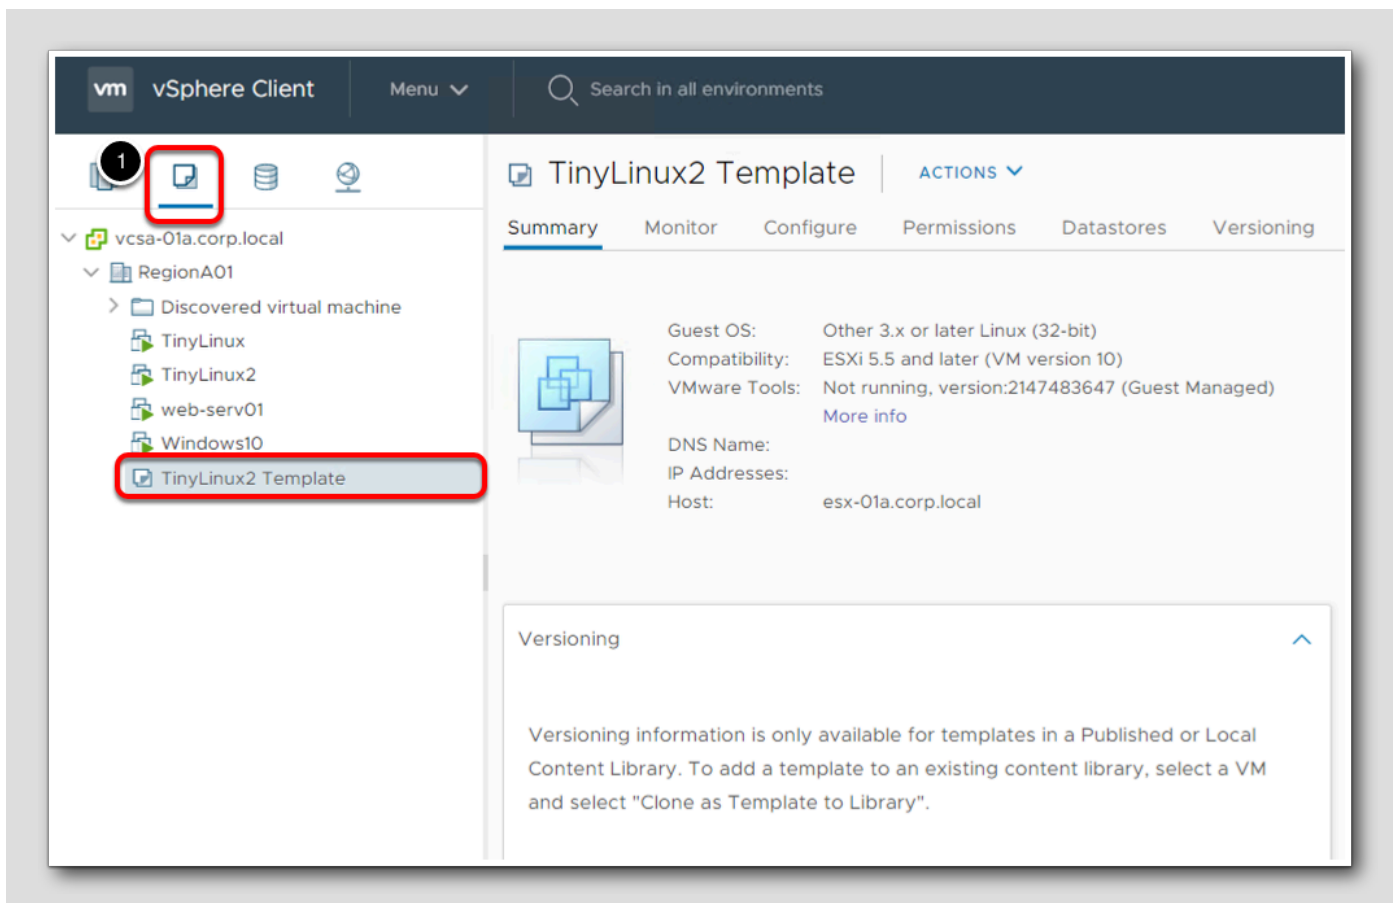 vm vSphere Client Menu Search in all environments
1
TinyLinux2 Template ACTIONS
Summary Monitor Configure Permissions Datastores Versioning
vcsa-01a.corp.local
RegionA01
Discovered virtual machine
TinyLinux
TinyLinux2
web-serv01
Windows10
TinyLinux2 Template
Guest OS: Other 3.x or later Linux (32-bit)
Compatibility: ESXi 5.5 and later (VM version 10)
VMware Tools: Not running, version:2147483647 (Guest Managed)
More info
DNS Name:
IP Addresses:
Host: esx-01a.corp.local
Versioning
Versioning information is only available for templates in a Published or Local
Content Library. To add a template to an existing content library, select a VM
and select "Clone as Template to Library".